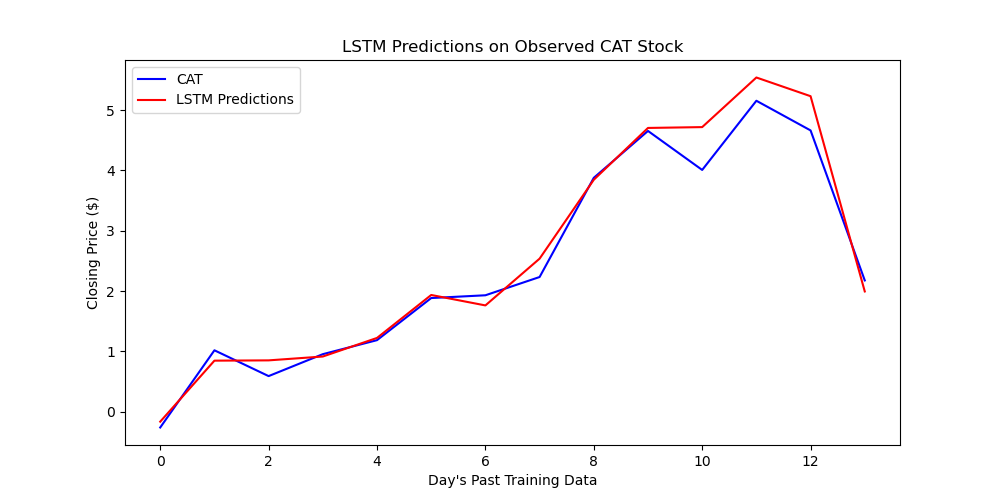 LSTM Predictions on Observed CAT Stock
CAT
LSTM Predictions
Closing Price ($)
5
4
3
2
1
0
0 2 4 6 8 10 12
Day's Past Training Data